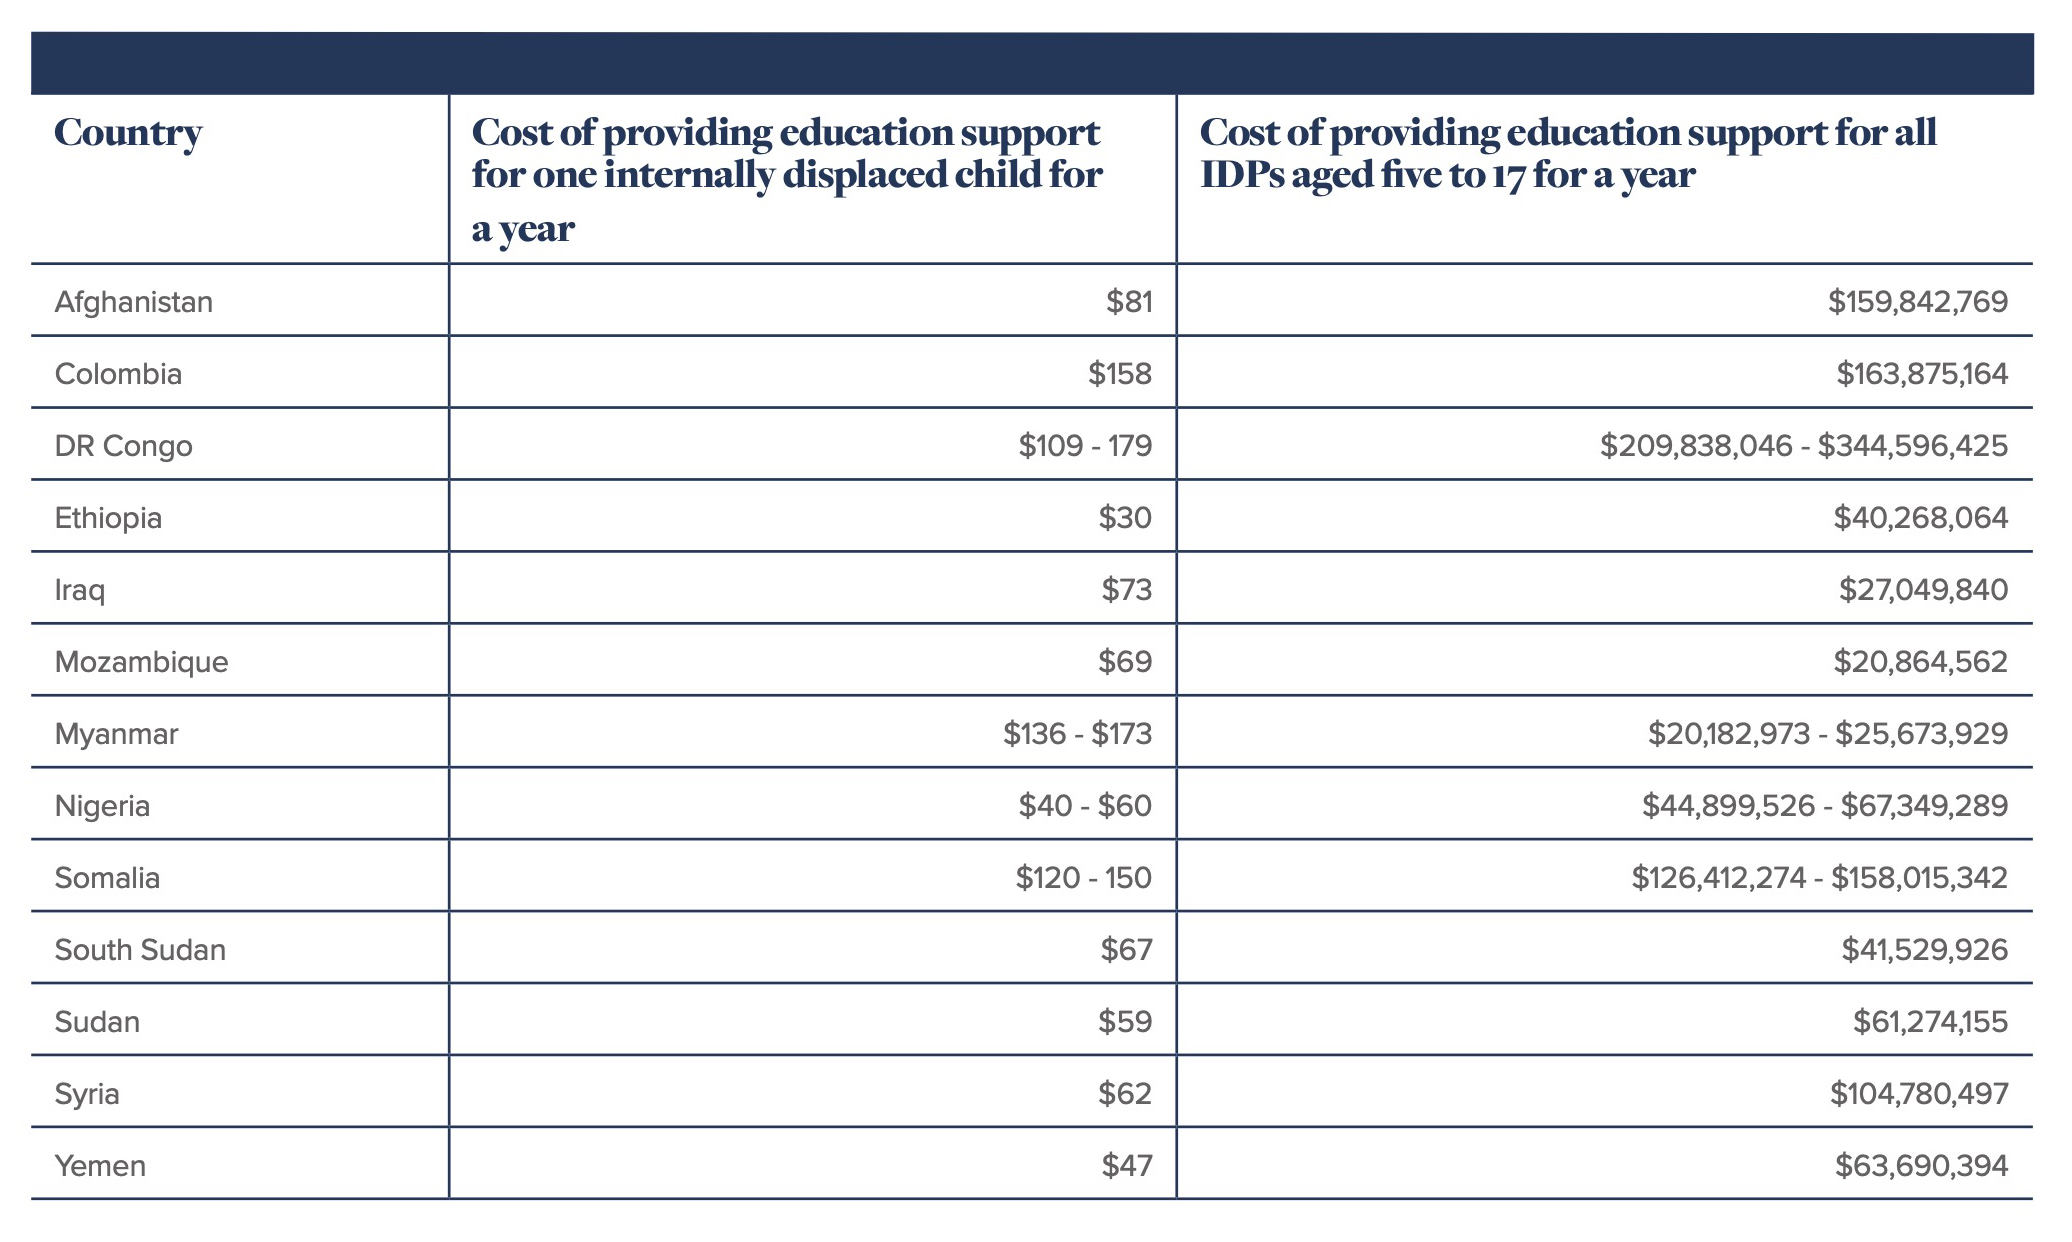 Country
Cost of providing education support
for one internally displaced child for
a year
Cost of providing education support for all
IDPs aged five to 17 for a year
Afghanistan $81 $159,842,769
Colombia $158 $163,875,164
DR Congo $109 - 179 $209,838,046 - $344,596,425
Ethiopia $30 $40,268,064
Iraq $73 $27,049,840
Mozambique $69 $20,864,562
Myanmar $136 - $173 $20,182,973 - $25,673,929
Nigeria $40 - $60 $44,899,526 - $67,349,289
Somalia $120 - 150 $126,412,274 - $158,015,342
South Sudan $67 $41,529,926
Sudan $59 $61,274,155
Syria $62 $104,780,497
Yemen $47 $63,690,394